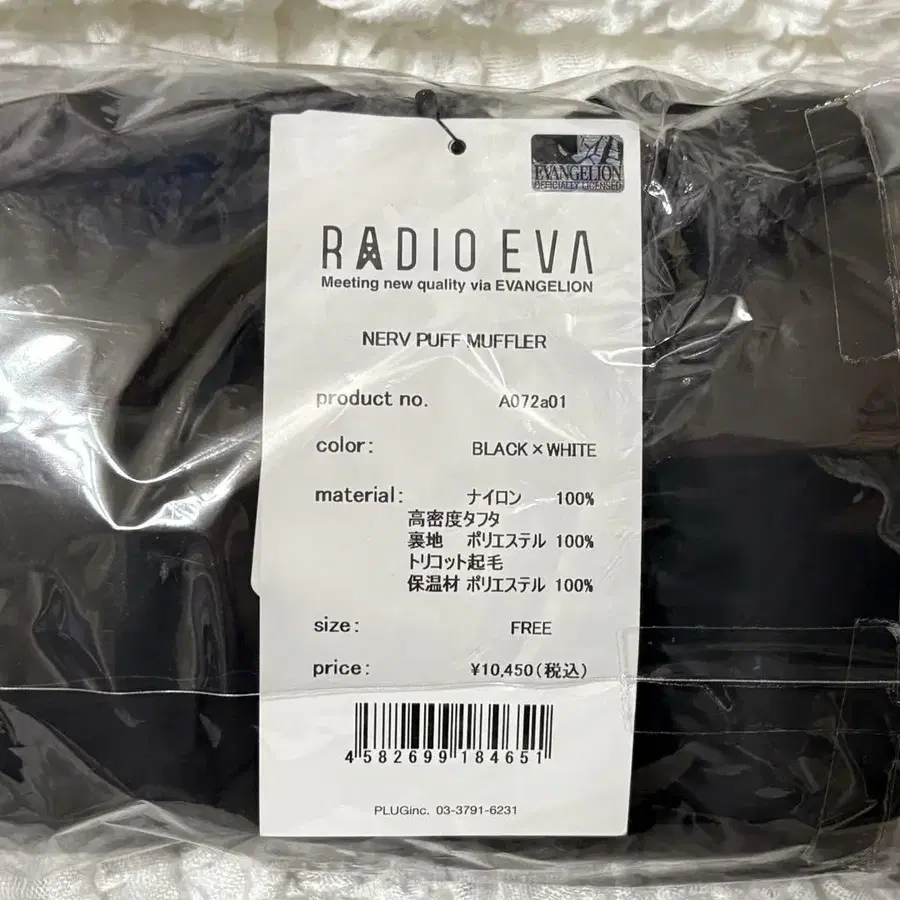 EVANGELION
OFFICIALLY LICENSED
RADIO EVA
Meeting new quality via EVANGELION
NERV PUFF MUFFLER
product no. A072a01
color: BLACK×WHITE
material: ナイロン 100%
高密度タフタ
裏地 ポリエステル 100%
トリコット起毛
保温材 ポリエステル 100%
size: FREE
price: ¥10,450(税込)
4 582699 184651
PLUGinc. 03-3791-6231